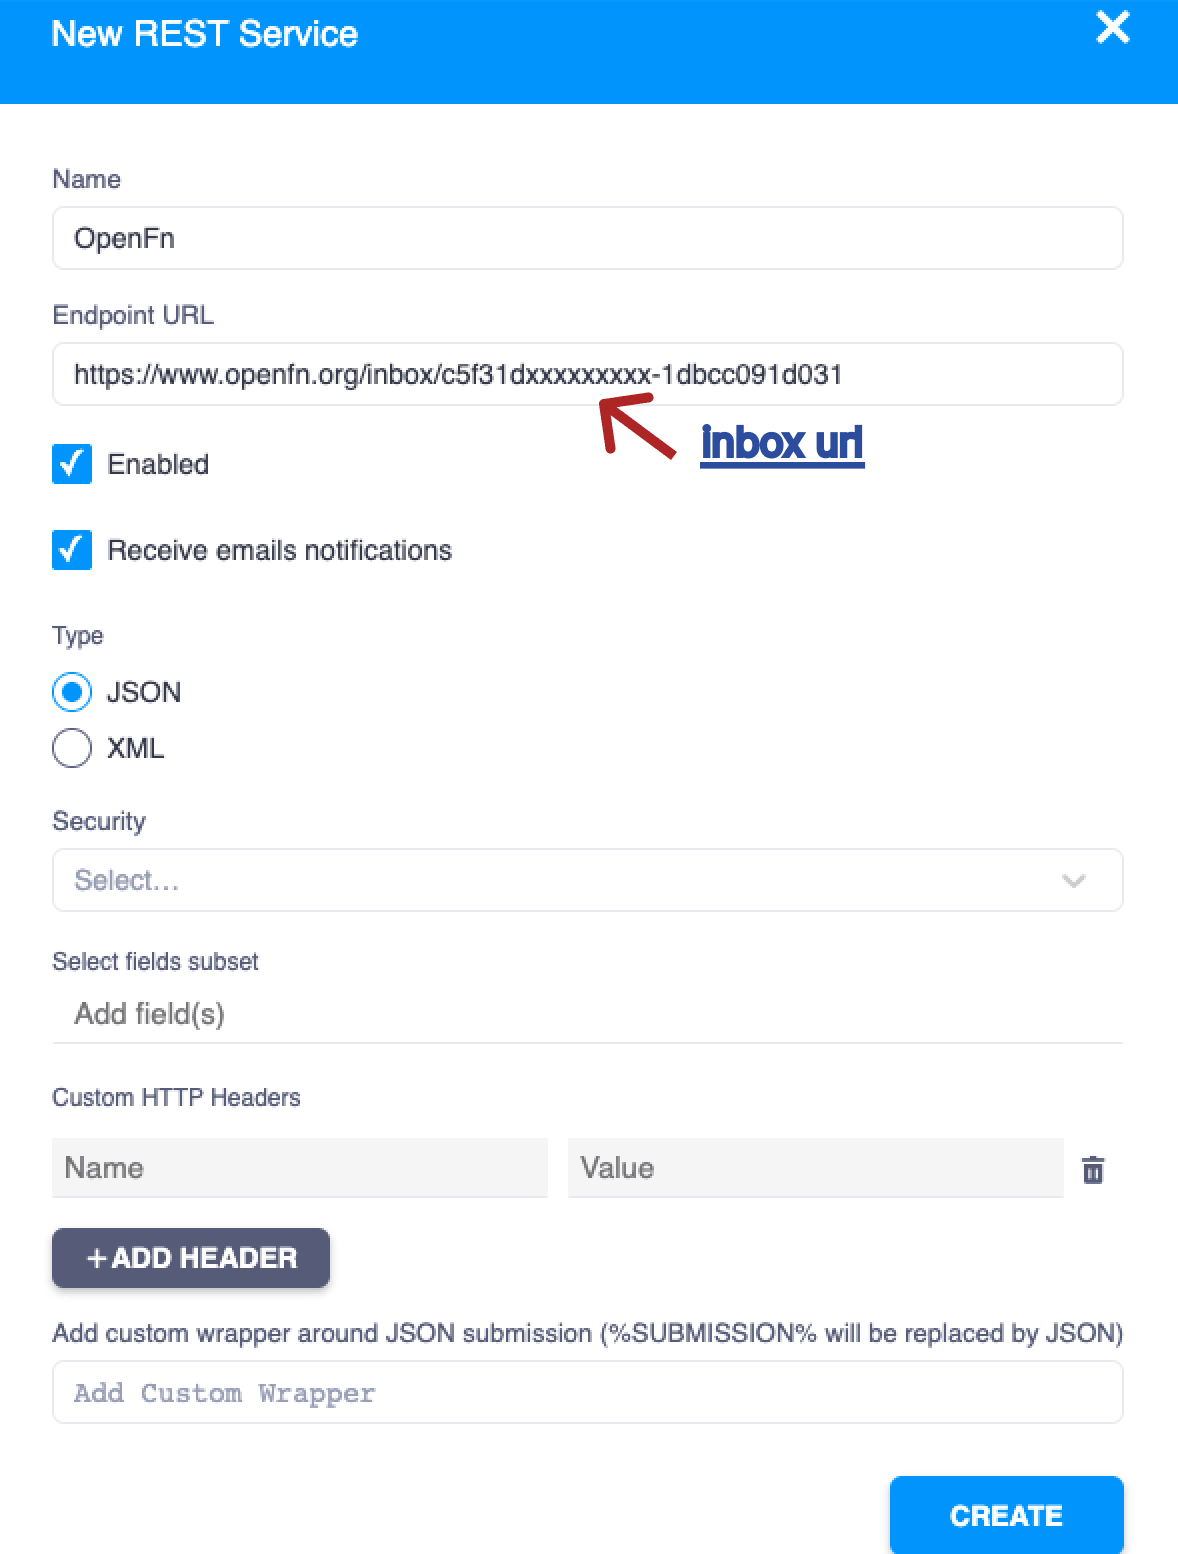 New REST Service
Name
OpenFn
Endpoint URL
https://www.openfn.org/inbox/c5f31dxxxxxxxxx-1dbcc091d031
inbox url
Enabled
Receive emails notifications
Type
JSON
XML
Security
Select...
Select fields subset
Add field(s)
Custom HTTP Headers
Name Value
+ADD HEADER
Add custom wrapper around JSON submission (%SUBMISSION% will be replaced by JSON)
Add Custom Wrapper
CREATE